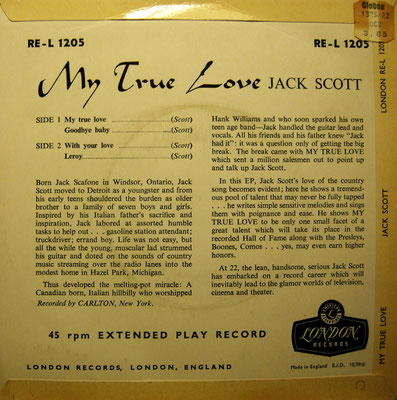 RE-L 1205
RE-L 1205
My True Love JACK SCOTT
SIDE 1 My true love (Scott)
Goodbye baby (Scott)
SIDE 2 With your love (Scott)
Leroy (Scott)
Born Jack Scafone in Windsor, Ontario, Jack
Scott moved to Detroit as a youngster and from
his early teens shouldered the burden as older
brother to a family of seven boys and girls.
Inspired by his Italian father's sacrifice and
inspiration, Jack labored at assorted humble
tasks to help out . . . gasoline station attendant;
truckdriver; errand boy. Life was not easy, but
all the while the young, muscular lad strummed
his guitar and doted on the sounds of country
music streaming over the radio lanes into the
modest home in Hazel Park, Michigan.
Thus developed the melting-pot miracle: A
Canadian born, Italian hillbilly who worshipped
Recorded by CARLTON, New York.
Hank Williams and who soon sparked his own
teen age band—Jack handled the guitar lead and
vocals. All his friends and his father knew "Jack
had it": it was a question only of getting the big
break. The break came with MY TRUE LOVE
which sent a million salesmen out to point up
and talk up Jack Scott.
In this EP, Jack Scott's love of the country
song becomes evident; here he shows a tremend-
ous pool of talent that may never be fully tapped
. . . he writes simple sensitive melodies and sings
them with poignance and ease. He shows MY
TRUE LOVE to be only one small facet of a
great talent which could make his place in the
recorded Hall of Fame along with the Presleys,
Boones, Comos . . . yes, may even earn higher
honors.
At 22, the lean, handsome, serious Jack Scott
has embarked on a record career which will
inevitably lead to the glamor worlds of television,
cinema and theater.
45 rpm EXTENDED PLAY RECORD
LONDON RECORDS, LONDON, ENGLAND
LONDON
RECORDS
Made in England
LONDON RE-L 1205
JACK SCOTT
MY TRUE LOVE
Globus